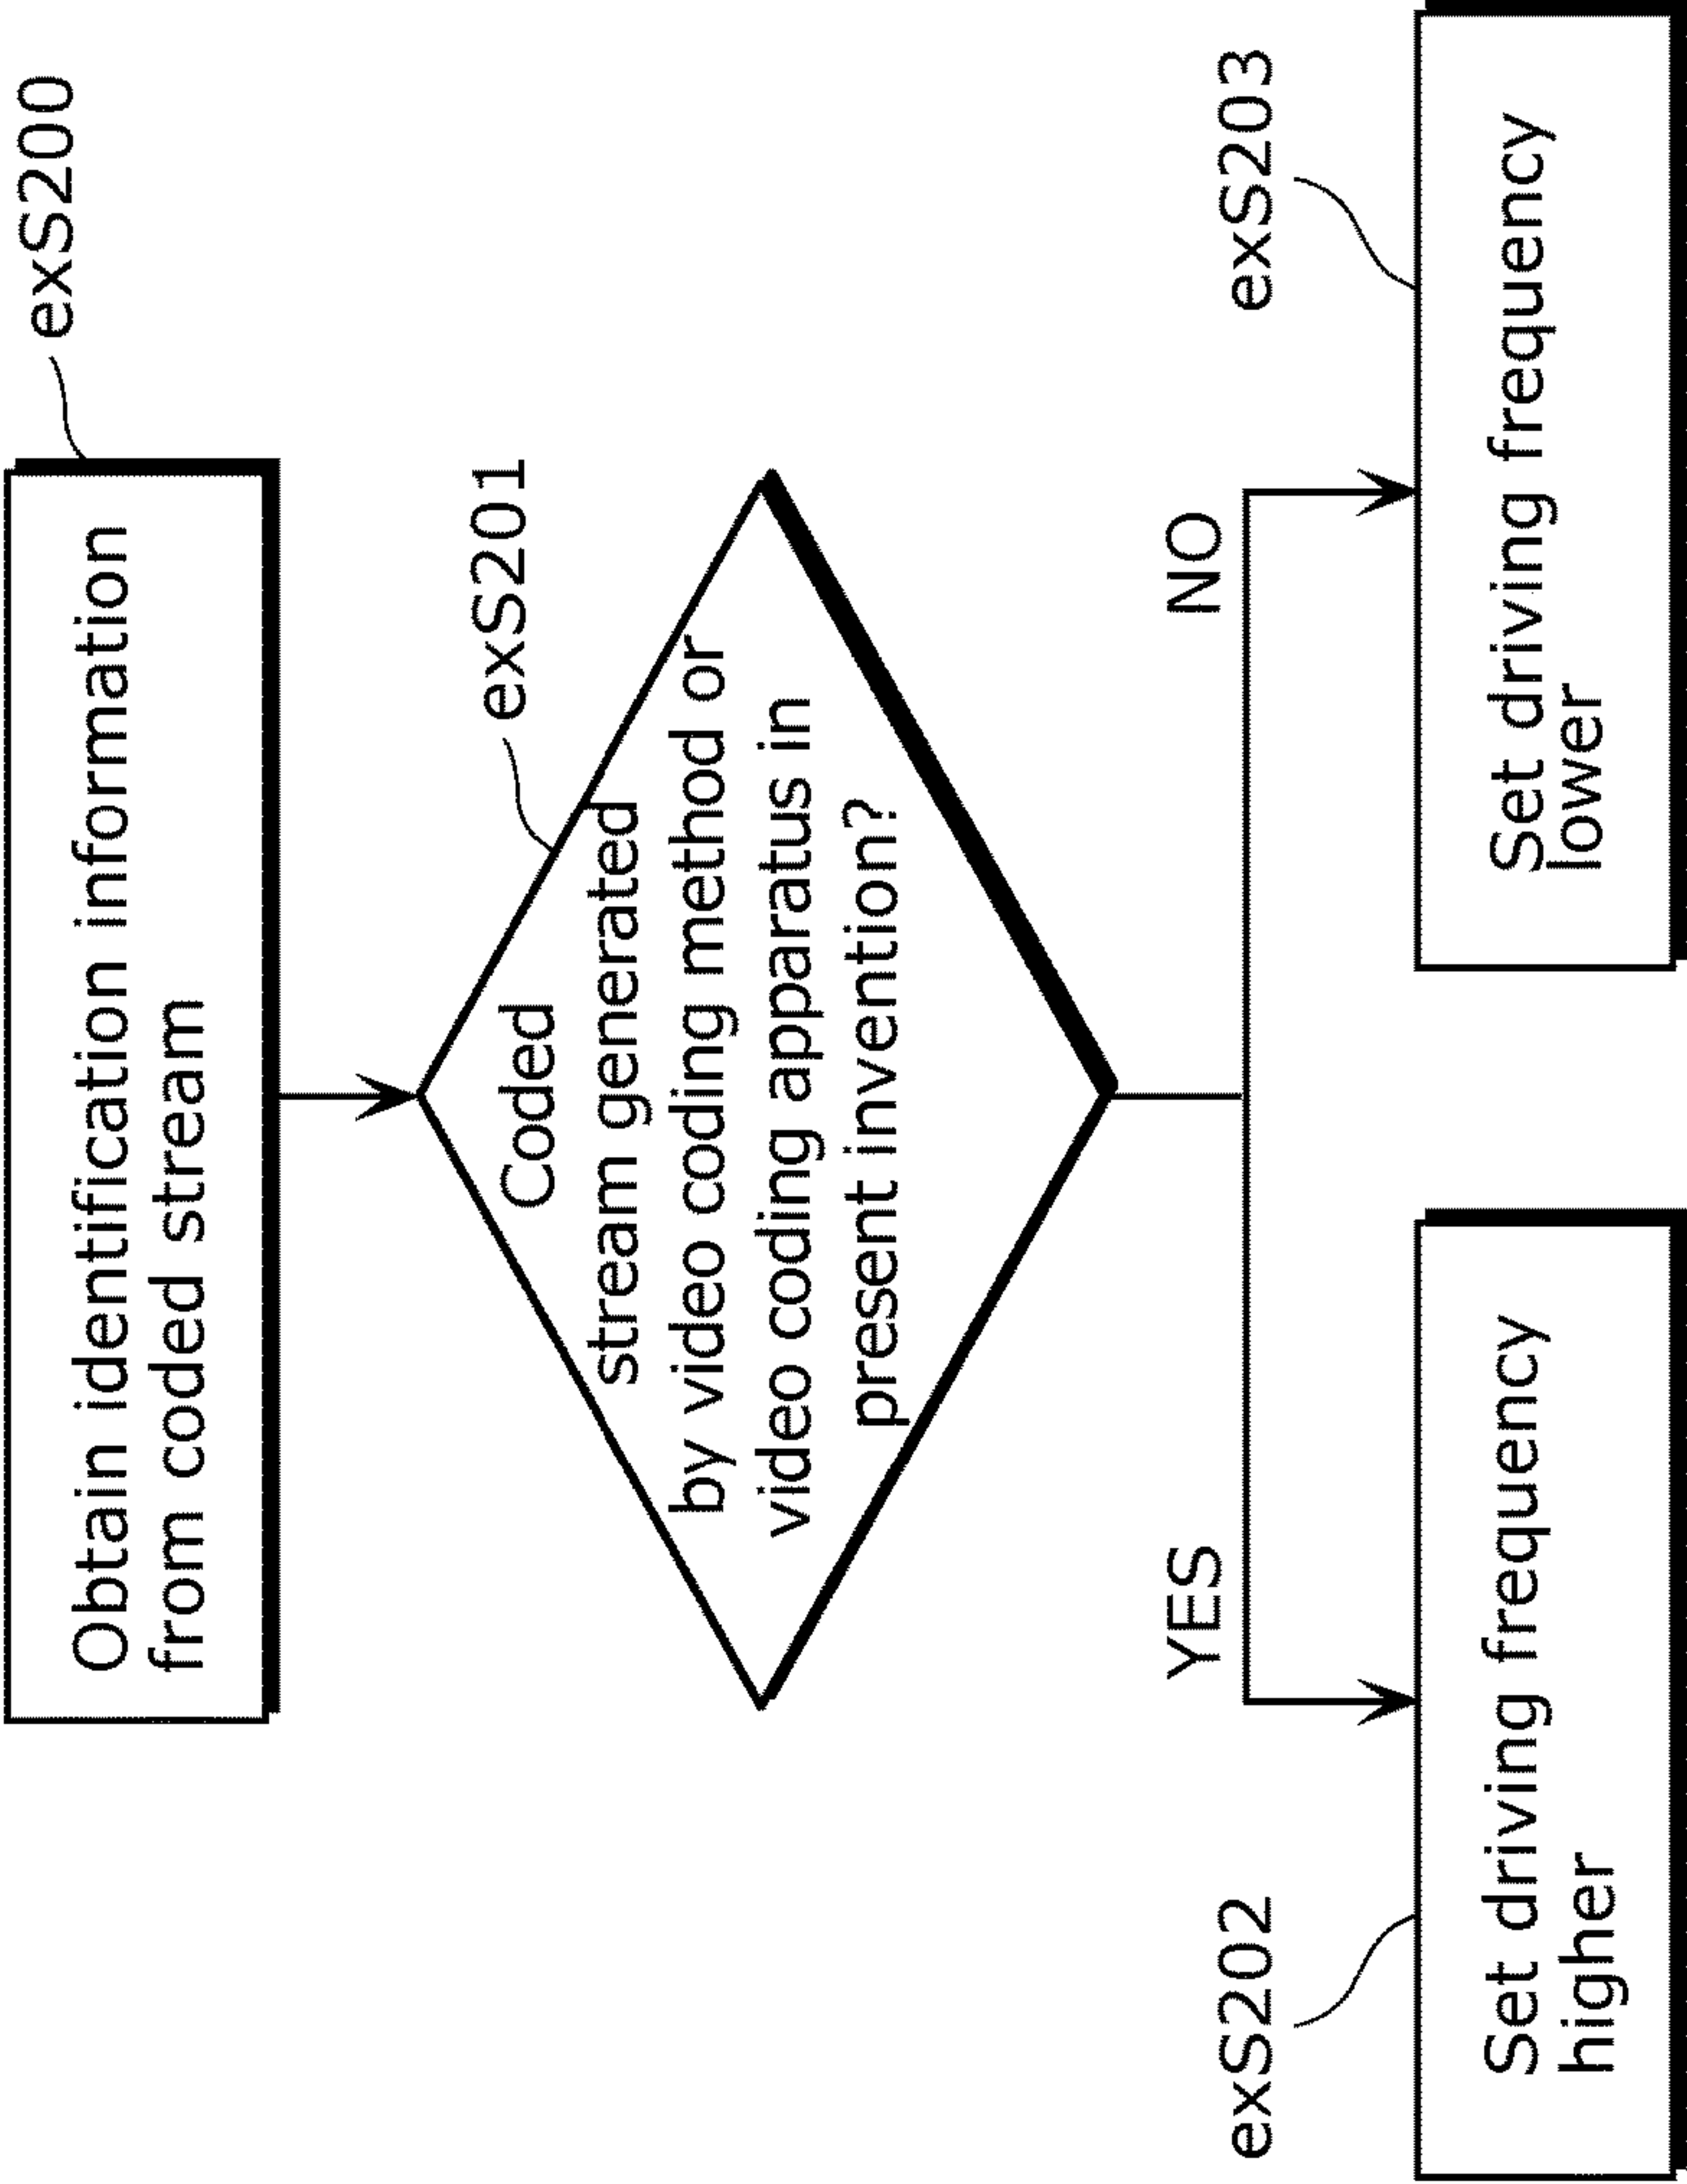 exS200
Obtain identification information
from coded stream
exS201
Coded
stream generated
by video coding method or
video coding apparatus in
present invention?
YES
NO
exS202
exS203
Set driving frequency
higher
Set driving frequency
lower